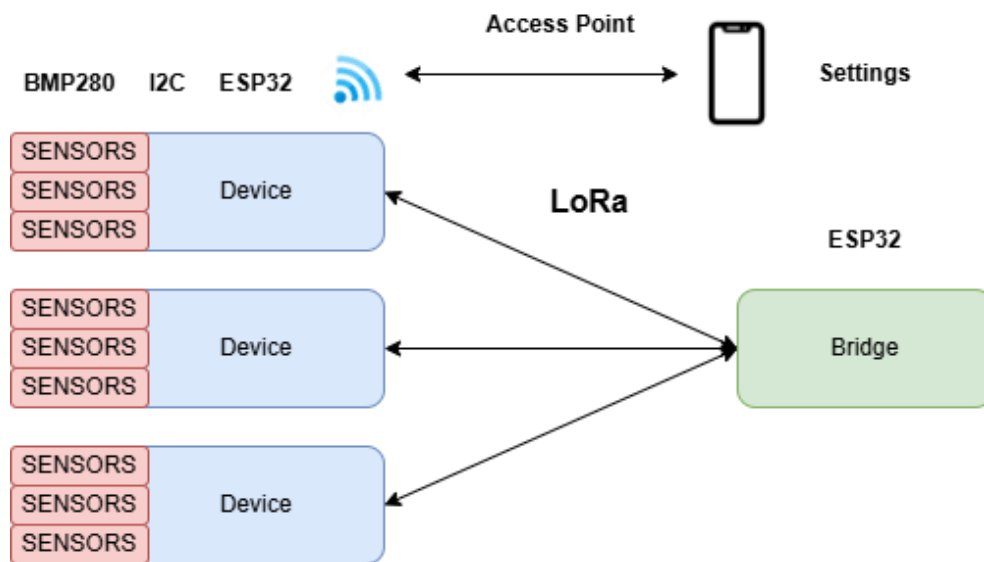 Access Point
BMP280 I2C ESP32
Settings
SENSORS
SENSORS
SENSORS
Device
LoRa
ESP32
SENSORS
SENSORS
SENSORS
Device
Bridge
SENSORS
SENSORS
SENSORS
Device